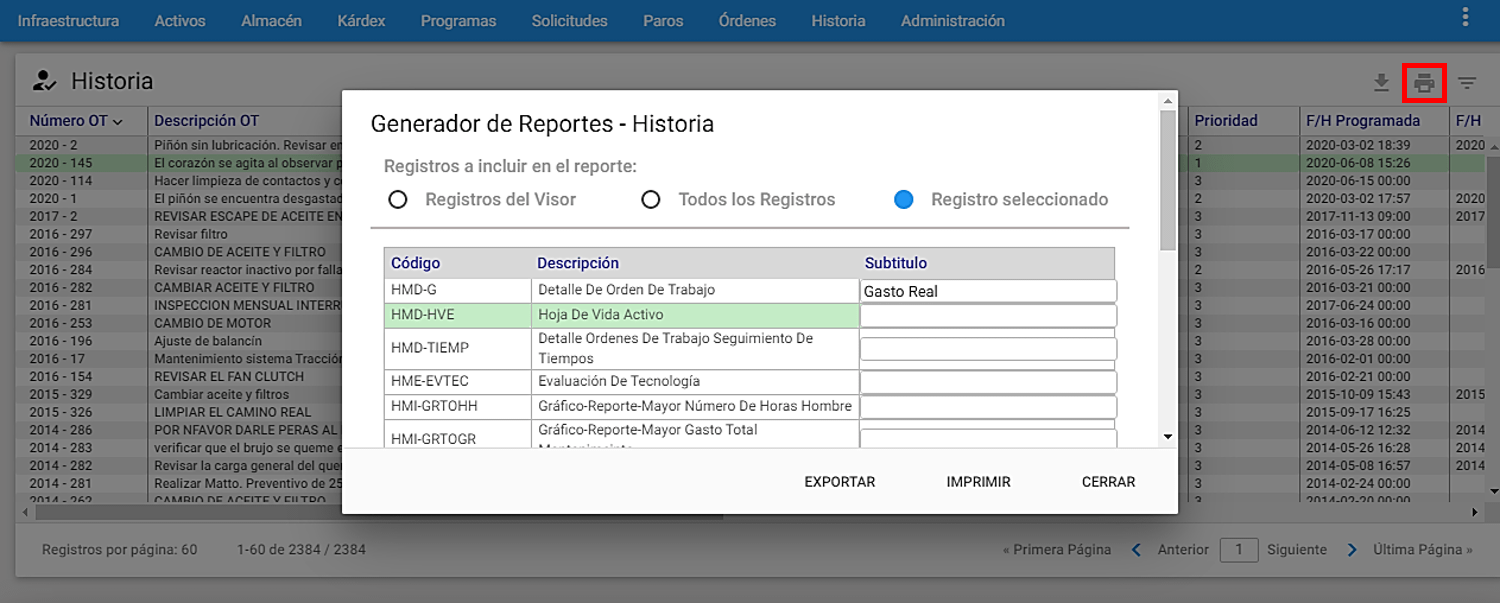 Infraestructura Activos Almacén Kárdex Programas Solicitudes Paros Órdenes Historia Administración
Historia
Número OT Descripción OT Prioridad F/H Programada F/H
2020 - 2 Piñón sin lubricación. Revisar en 2 2020-03-02 18:39 2020
2020 - 145 El corazón se agita al observar p 1 2020-06-08 15:26
2020 - 114 Hacer limpieza de contactos y c 3 2020-06-15 00:00
2020 - 1 El piñón se encuentra desgastad 2 2020-03-02 17:57 2020
2017 - 2 REVISAR ESCAPE DE ACEITE EN 3 2017-11-13 09:00 2017
2016 - 297 Revisar filtro 3 2016-03-17 00:00
2016 - 296 CAMBIO DE ACEITE Y FILTRO 3 2016-03-22 00:00
2016 - 284 Revisar reactor inactivo por falla 2 2016-05-26 17:17 2016
2016 - 282 CAMBIAR ACEITE Y FILTRO 3 2016-03-21 00:00
2016 - 281 INSPECCION MENSUAL INTERR 3 2017-06-24 00:00
2016 - 253 CAMBIO DE MOTOR 3 2016-03-16 00:00
2016 - 196 Ajuste de balancín 3 2016-03-28 00:00
2016 - 17 Mantenimiento sistema Tracción 3 2016-02-01 00:00
2016 - 154 REVISAR EL FAN CLUTCH 3 2016-02-21 00:00
2015 - 329 Cambiar aceite y filtros 3 2015-10-09 15:43 2015
2015 - 326 LIMPIAR EL CAMINO REAL 3 2015-09-17 16:25
2014 - 286 POR NFAVOR DARLE PERAS AL 3 2014-06-12 12:32 2014
2014 - 283 verificar que el brujo se queme e 3 2014-05-26 16:28 2014
2014 - 282 Revisar la carga general del que 3 2014-05-08 16:57 2014
2014 - 281 Realizar Matto. Preventivo de 25 3 2014-02-24 00:00
2014 - 262 CAMBIO DE ACEITE Y FILTRO 3 2014-02-20 00:00
Generador de Reportes - Historia
Registros a incluir en el reporte:
Registros del Visor Todos los Registros Registro seleccionado
Código Descripción Subtitulo
HMD-G Detalle De Orden De Trabajo Gasto Real
HMD-HVE Hoja De Vida Activo
HMD-TIEMP Detalle Ordenes De Trabajo Seguimiento De
Tiempos
HME-EVTEC Evaluación De Tecnología
HMI-GRTOHH Gráfico-Reporte-Mayor Número De Horas Hombre
HMI-GRTOGR Gráfico-Reporte-Mayor Gasto Total
EXPORTAR IMPRIMIR CERRAR
Registros por página: 60 1-60 de 2384 / 2384 « Primera Página Anterior 1 Siguiente Última Página »